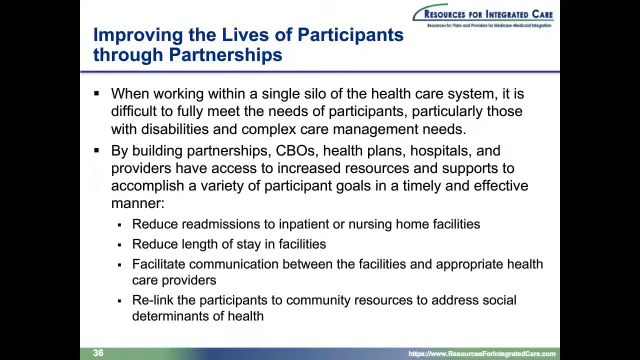 RESOURCES FOR INTEGRATED CARE
Resources for Plans and Providers for Medicare-Medicaid Integration
Improving the Lives of Participants
through Partnerships
▪ When working within a single silo of the health care system, it is
difficult to fully meet the needs of participants, particularly those
with disabilities and complex care management needs.
▪ By building partnerships, CBOs, health plans, hospitals, and
providers have access to increased resources and supports to
accomplish a variety of participant goals in a timely and effective
manner:
▪ Reduce readmissions to inpatient or nursing home facilities
▪ Reduce length of stay in facilities
▪ Facilitate communication between the facilities and appropriate health
care providers
▪ Re-link the participants to community resources to address social
determinants of health
36
https://www.ResourcesForIntegratedCare.com